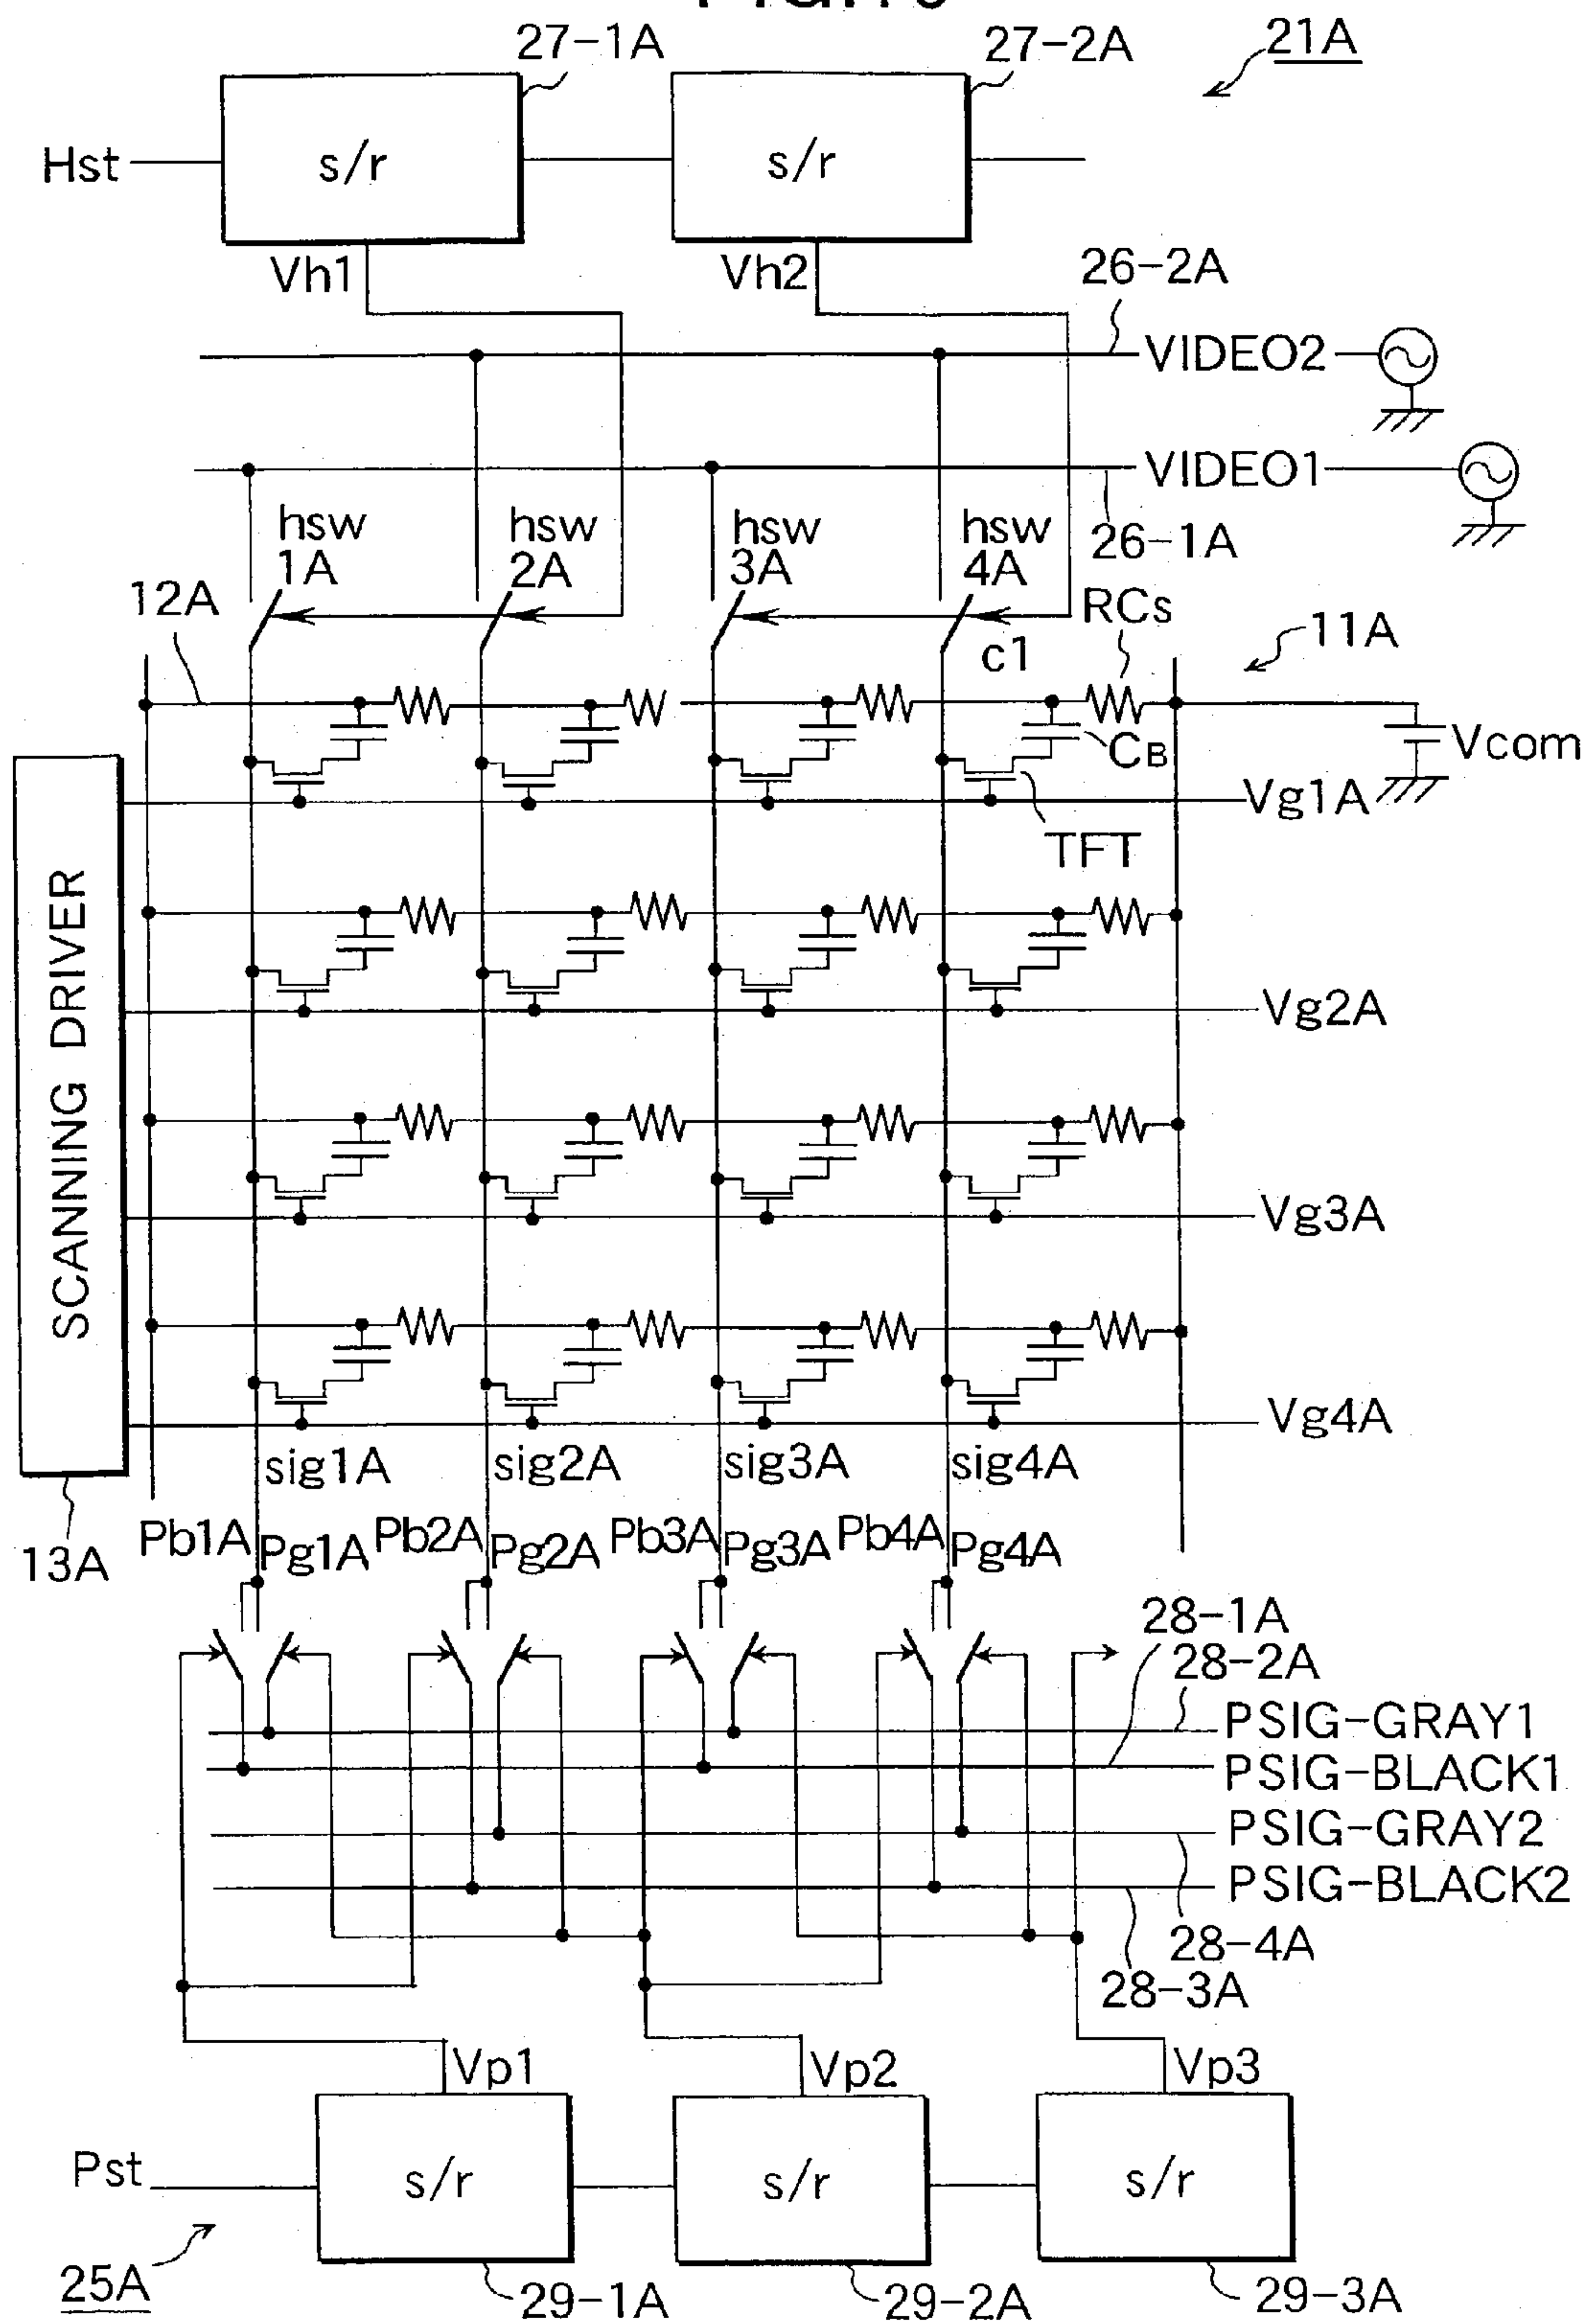 27-1A
27-2A
21A
Hst
s/r
s/r
Vh1
Vh2
26-2A
VIDEO2
VIDEO1
26-1A
hsw
1A
hsw
2A
hsw
3A
hsw
4A
12A
RCs
11A
c1
CB
Vcom
Vg1A
TFT
SCANNING DRIVER
Vg2A
Vg3A
Vg4A
sig1A
sig2A
sig3A
sig4A
13A
Pb1A
Pg1A
Pb2A
Pg2A
Pb3A
Pg3A
Pb4A
Pg4A
28-1A
28-2A
PSIG-GRAY1
PSIG-BLACK1
PSIG-GRAY2
PSIG-BLACK2
28-4A
28-3A
Vp1
Vp2
Vp3
Pst
s/r
s/r
s/r
25A
29-1A
29-2A
29-3A